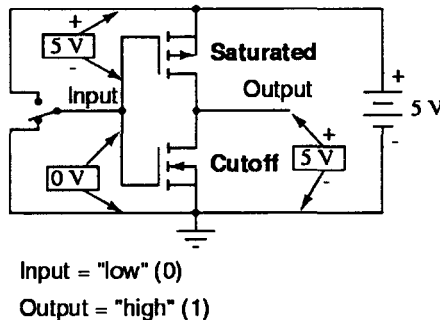 +
5 V
-
Saturated
Input
Output
+
5 V
-
+
5 V
-
0 V
Cutoff
Input = "low" (0)
Output = "high" (1)